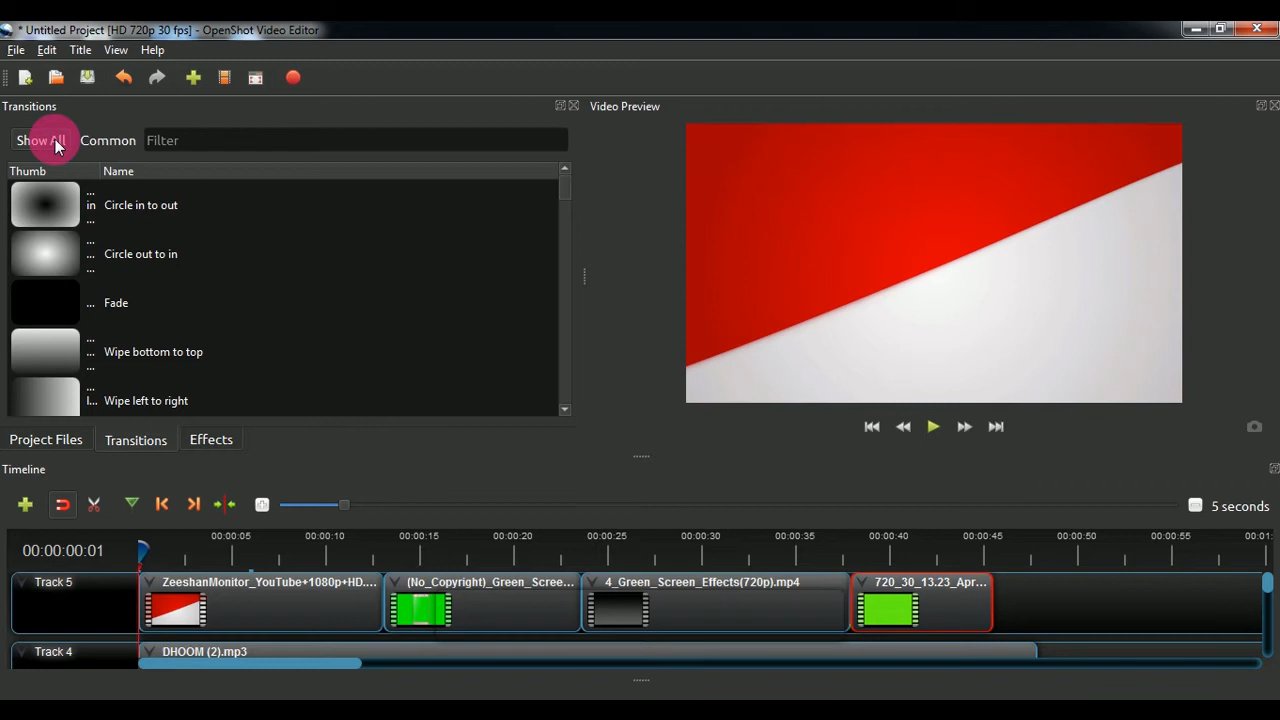 * Untitled Project [HD 720p 30 fps] - OpenShot Video Editor
File Edit Title View Help
Transitions
Video Preview
Show All Common Filter
Thumb Name
...
in Circle in to out
...
...
Circle out to in
...
... Fade
...
... Wipe bottom to top
...
...
l... Wipe left to right
Project Files Transitions Effects
Timeline
5 seconds
00:00:00:01
00:00:05 00:00:10 00:00:15 00:00:20 00:00:25 00:00:30 00:00:35 00:00:40 00:00:45 00:00:50 00:00:55 00:01:
Track 5 ZeeshanMonitor_YouTube+1080p+HD.... (No_Copyright)_Green_Scree... 4_Green_Screen_Effects(720p).mp4 720_30_13.23_Apr...
Track 4 DHOOM (2).mp3